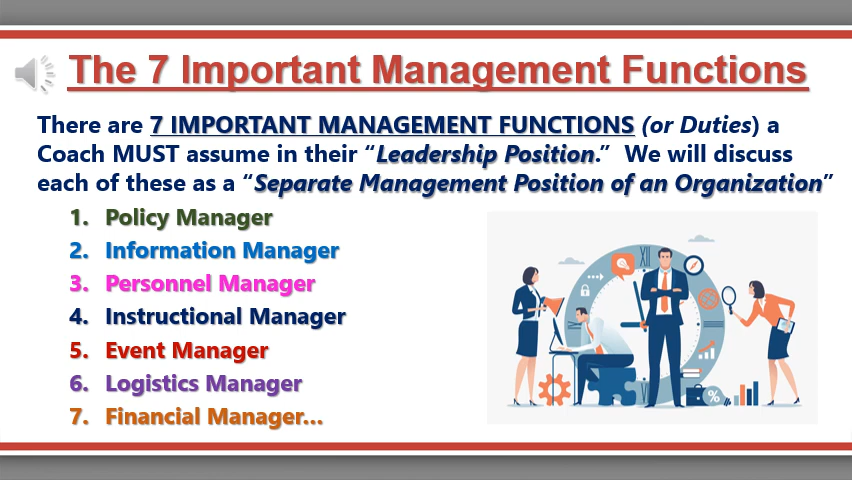 The 7 Important Management Functions
There are 7 IMPORTANT MANAGEMENT FUNCTIONS (or Duties) a
Coach MUST assume in their “Leadership Position.” We will discuss
each of these as a “Separate Management Position of an Organization”
1. Policy Manager
2. Information Manager
3. Personnel Manager
4. Instructional Manager
5. Event Manager
6. Logistics Manager
7. Financial Manager...
XII
%